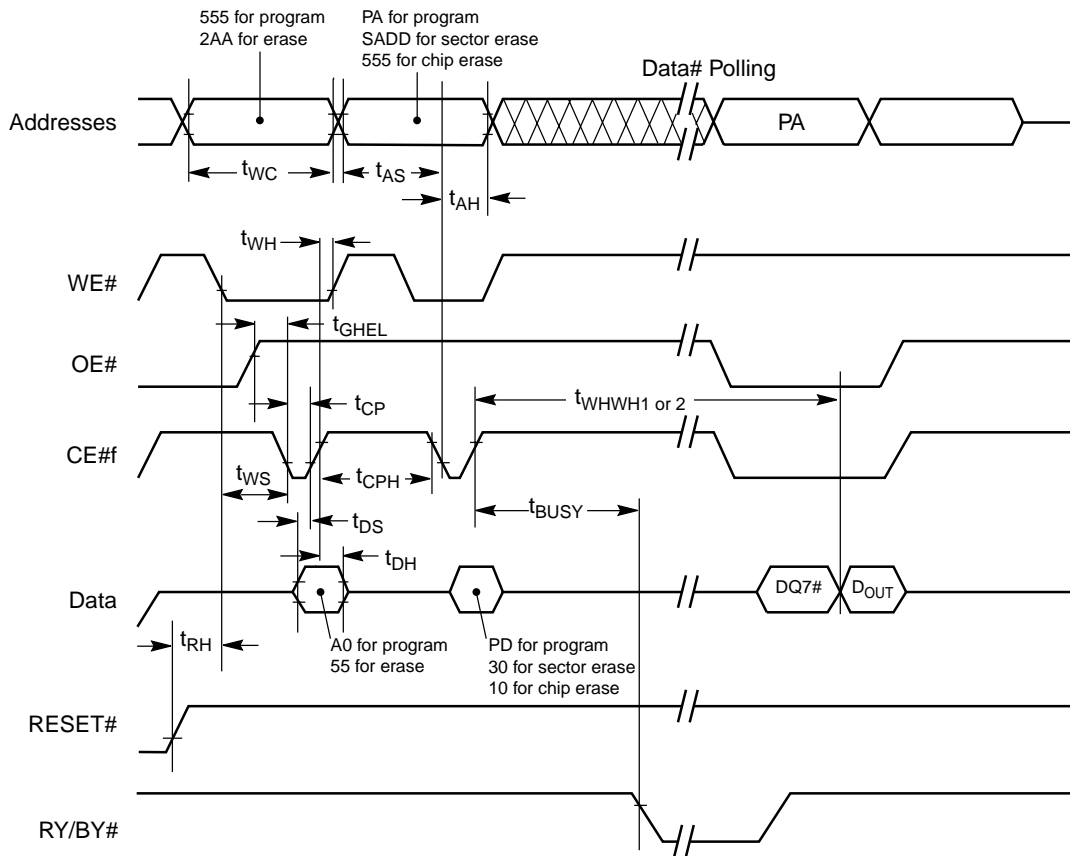 555 for program
2AA for erase
PA for program
SADD for sector erase
555 for chip erase
Data# Polling
Addresses
PA
tWC
tAS
tAH
tWH
WE#
tGHEL
OE#
tCP
tWHWH1 or 2
CE#f
tWS
tCPH
tBUSY
tDS
tDH
Data
DQ7#
DOUT
tRH
A0 for program
55 for erase
PD for program
30 for sector erase
10 for chip erase
RESET#
RY/BY#